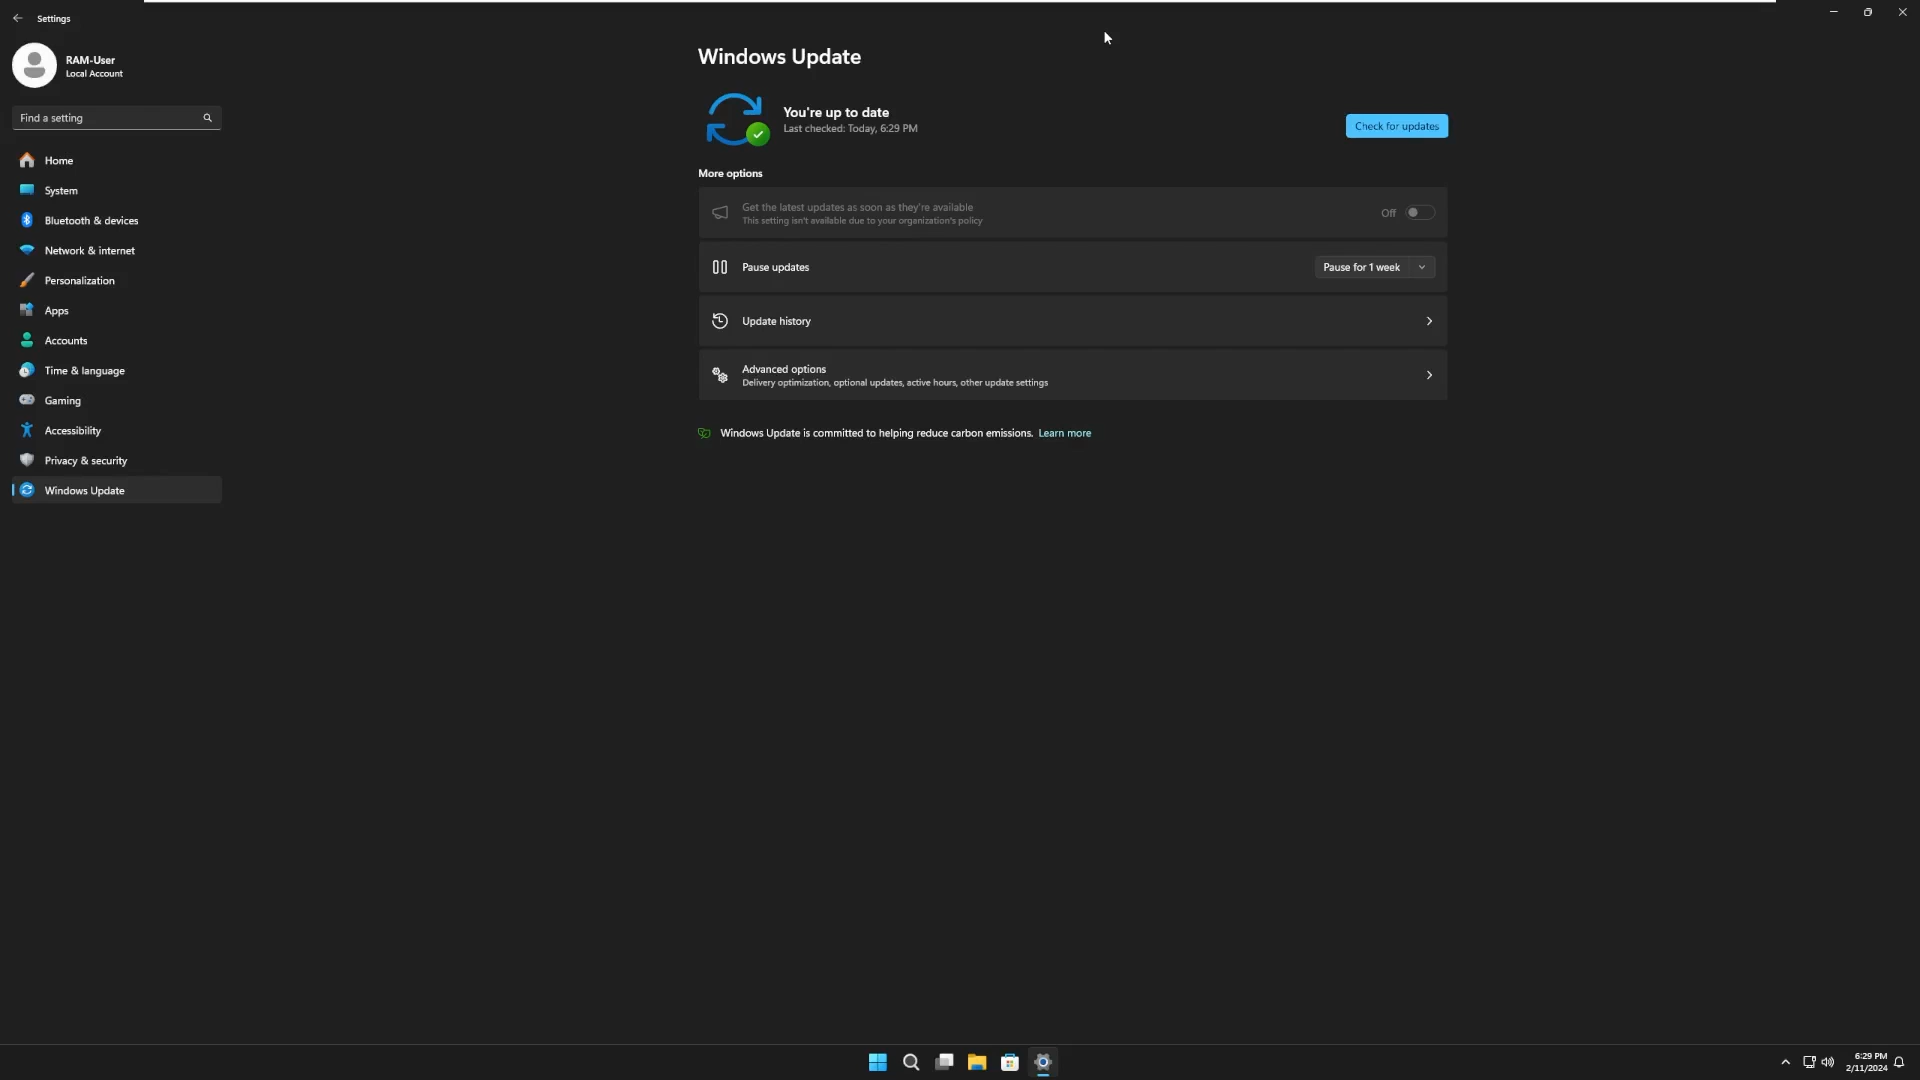 Settings
RAM-User
Local Account
Find a setting
Home
System
Bluetooth & devices
Network & internet
Personalization
Apps
Accounts
Time & language
Gaming
Accessibility
Privacy & security
Windows Update
Windows Update
You're up to date
Last checked: Today, 6:29 PM
Check for updates
More options
Get the latest updates as soon as they're available
This setting isn't available due to your organization's policy
Off
Pause updates
Pause for 1 week
Update history
Advanced options
Delivery optimization, optional updates, active hours, other update settings
Windows Update is committed to helping reduce carbon emissions. Learn more
6:29 PM
2/11/2024